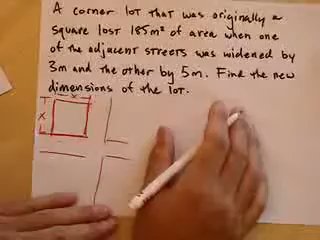 A corner lot that was originally a
square lost 185m² of area when one
of the adjacent streets was widened by
3m and the other by 5m. Find the new
dimensions of the lot.
x
x